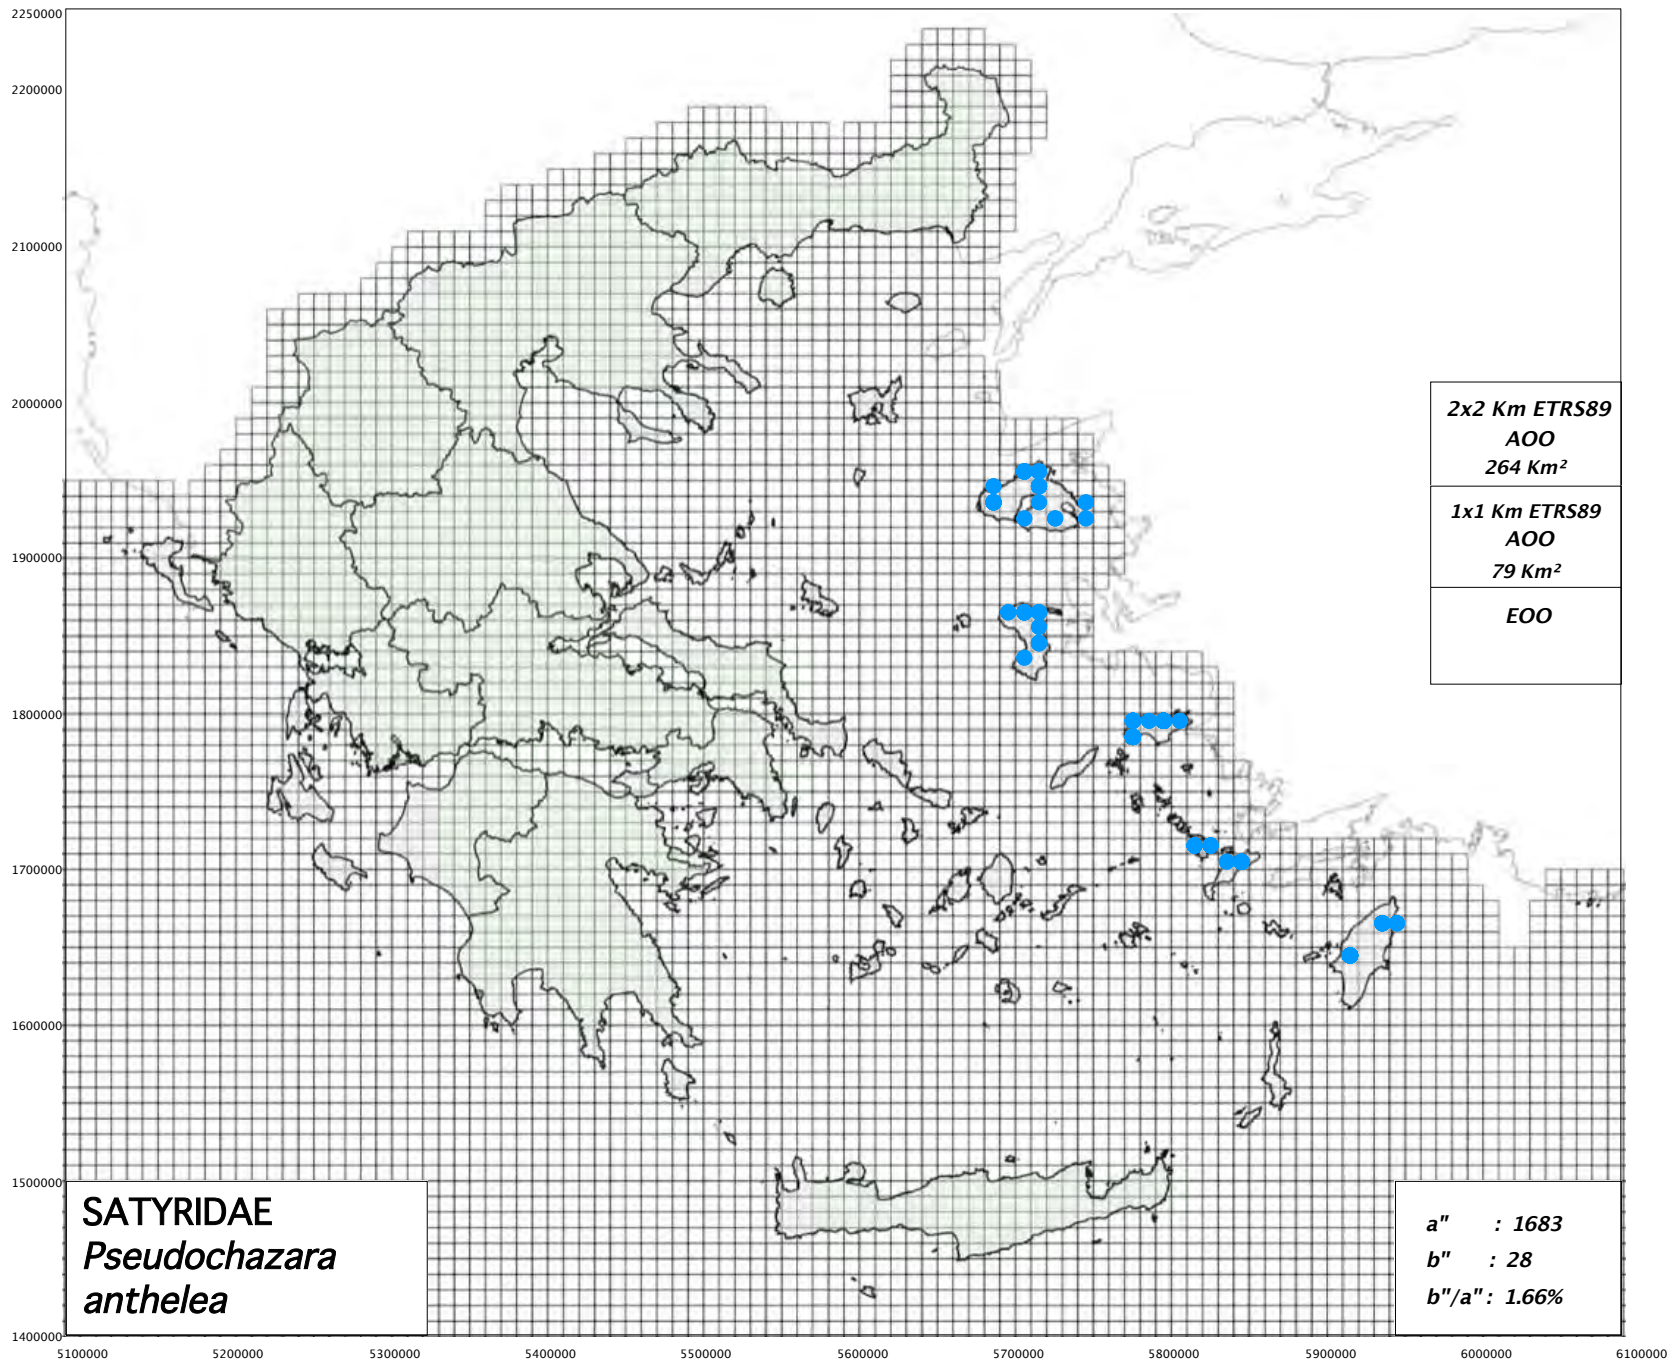 2250000
2200000
2100000
2000000
1900000
1800000
1700000
1600000
1500000
1400000
5100000 5200000 5300000 5400000 5500000 5600000 5700000 5800000 5900000 6000000 6100000
2x2 Km ETRS89
AOO
264 Km²
1x1 Km ETRS89
AOO
79 Km²
EOO
SATYRIDAE
Pseudochazara
anthelea
a" : 1683
b" : 28
b"/a" : 1.66%